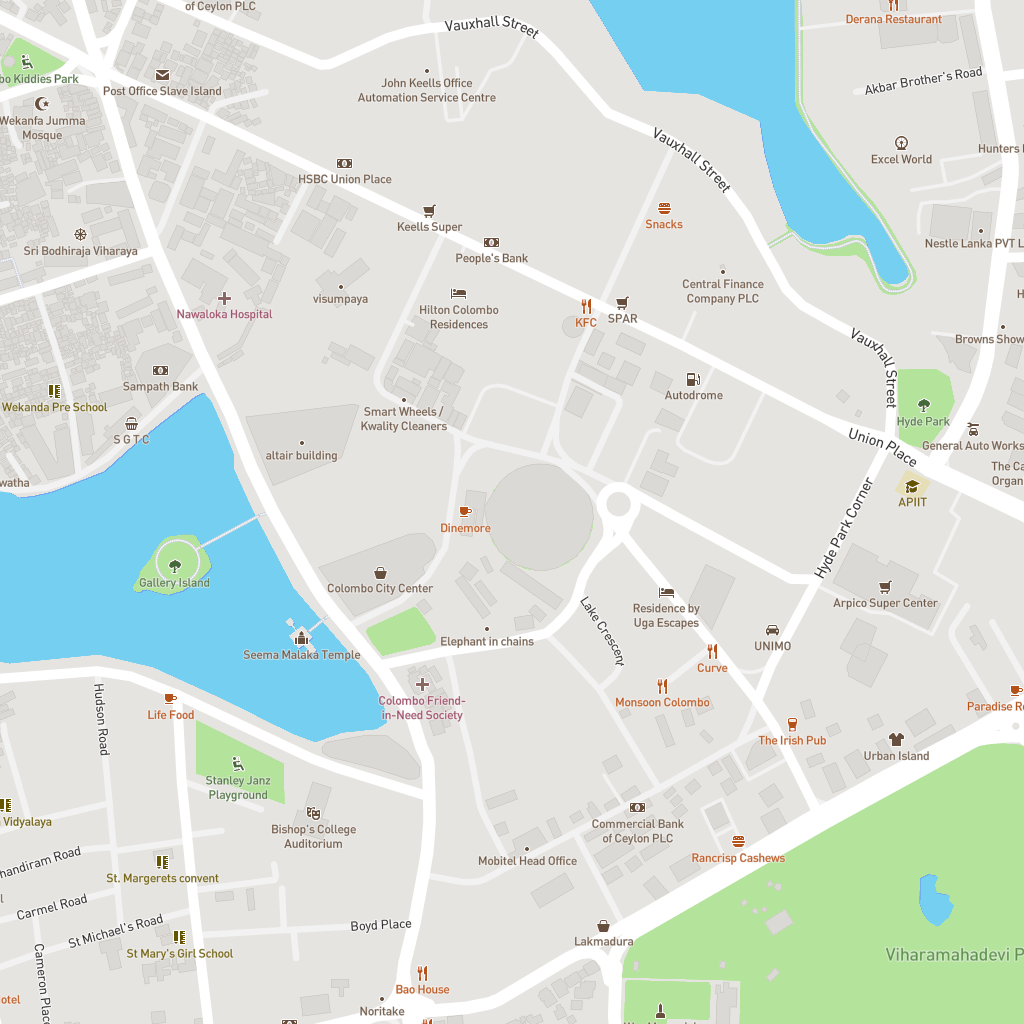 of Ceylon PLC
Vauxhall Street
Derana Restaurant
Kiddies Park
Post Office Slave Island
John Keells Office
Automation Service Centre
Akbar Brother's Road
Wekanfa Jumma
Mosque
Vauxhall Street
Excel World
Hunters
HSBC Union Place
Keells Super
Snacks
Sri Bodhiraja Viharaya
People's Bank
Nestle Lanka PVT
visumpaya
Nawaloka Hospital
Hilton Colombo
Residences
Central Finance
Company PLC
KFC
SPAR
Browns
Vauxhall Street
Sampath Bank
Autodrome
Wekanda Pre School
Smart Wheels /
Kwality Cleaners
Hyde Park
S G T C
altair building
Union Place
General Auto Works
The
APIIT
Dinemore
Hyde Park Corner
Gallery Island
Colombo City Center
Lake Crescent
Residence by
Uga Escapes
Arpico Super Center
Elephant in chains
UNIMO
Seema Malaka Temple
Curve
Hudson Road
Life Food
Colombo Friend-
in-Need Society
Monsoon Colombo
Paradise
The Irish Pub
Urban Island
Stanley Janz
Playground
Vidyalaya
Bishop's College
Auditorium
Commercial Bank
of Ceylon PLC
Mobitel Head Office
Rancrisp Cashews
Road
St. Margerets convent
Carmel Road
St Michael's Road
Boyd Place
Lakmadura
St Mary's Girl School
Viharamahadevi
Cameron Place
Bao House
Noritake